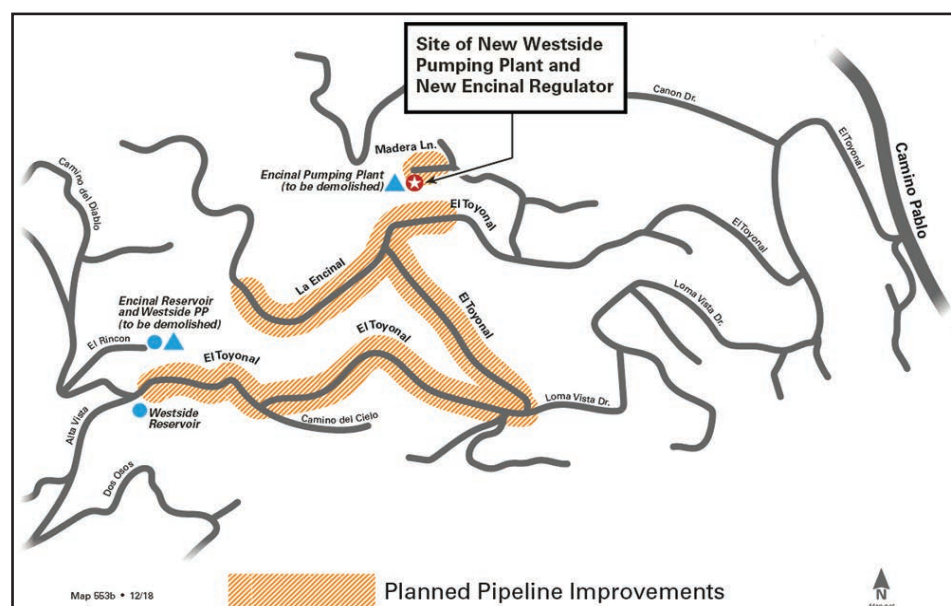 Site of New Westside
Pumping Plant and
New Encinal Regulator
Canon Dr.
El Toyonal
Camino Pablo
Madera Ln.
Encinal Pumping Plant
(to be demolished)
Camino del Diablo
El Toyonal
El Toyonal
La Encinal
Loma Vista Dr.
El Toyonal
Encinal Reservoir
and Westside PP
(to be demolished)
El Rincon
El Toyonal
El Toyonal
Loma Vista Dr.
Westside
Reservoir
Camino del Cielo
Alta Vista
Dos Osos
Map 553b • 12/18
Planned Pipeline Improvements
N